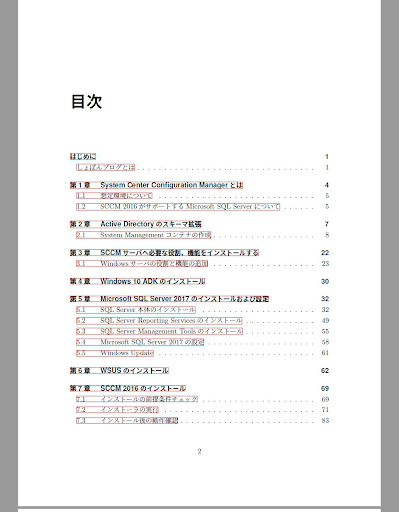 目次
はじめに 1
しょぼんブログとは 1
第1章 System Center Configuration Manager とは 4
1.1 想定環境について 5
1.2 SCCM 2016 がサポートする Microsoft SQL Server について 5
第2章 Active Directory のスキーマ拡張 7
2.1 System Management コンテナの作成 8
第3章 SCCM サーバへ必要な役割、機能をインストールする 22
3.1 Windows サーバの役割と機能の追加 23
第4章 Windows 10 ADK のインストール 30
第5章 Microsoft SQL Server 2017 のインストールおよび設定 32
5.1 SQL Server 本体のインストール 32
5.2 SQL Server Reporting Services のインストール 49
5.3 SQL Server Management Tools のインストール 55
5.4 Microsoft SQL Server 2017 の設定 58
5.5 Windows Update 61
第6章 WSUS のインストール 62
第7章 SCCM 2016 のインストール 69
7.1 インストールの前提条件チェック 69
7.2 インストーラの実行 71
7.3 インストール後の動作確認 83
2